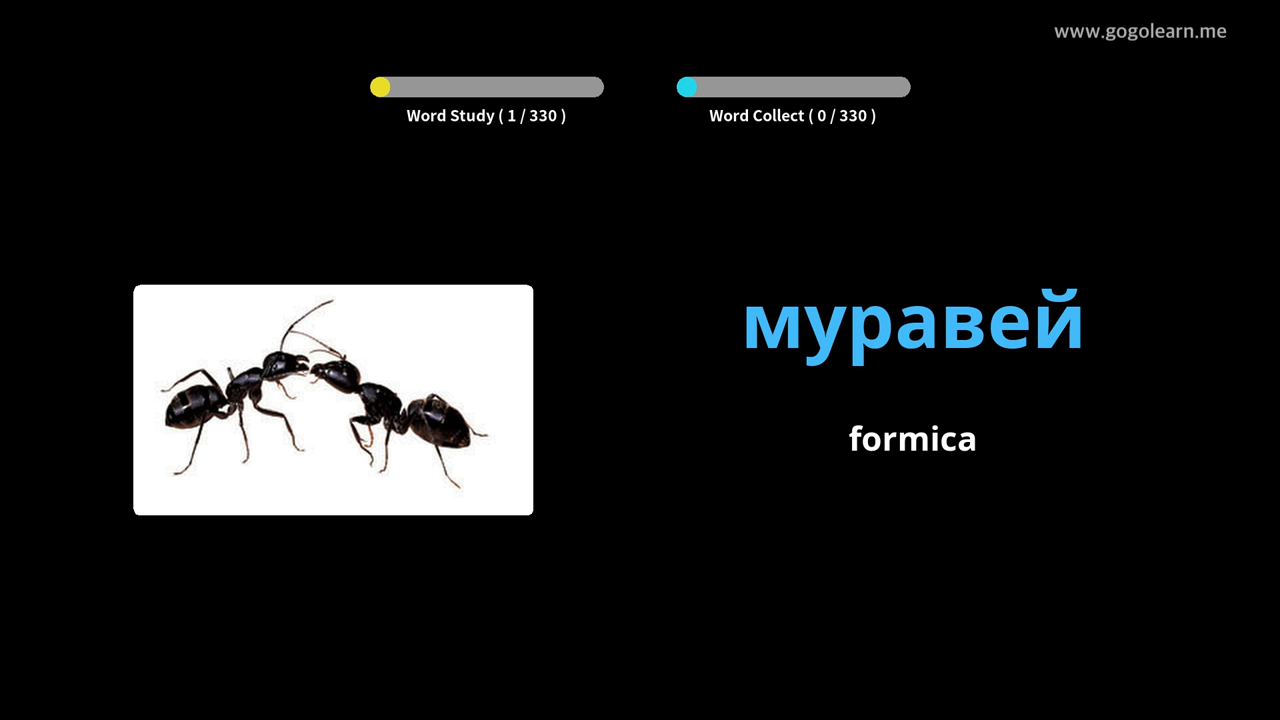 www.gogolearn.me
Word Study ( 1 / 330 )
Word Collect ( 0 / 330 )
муравей
formica